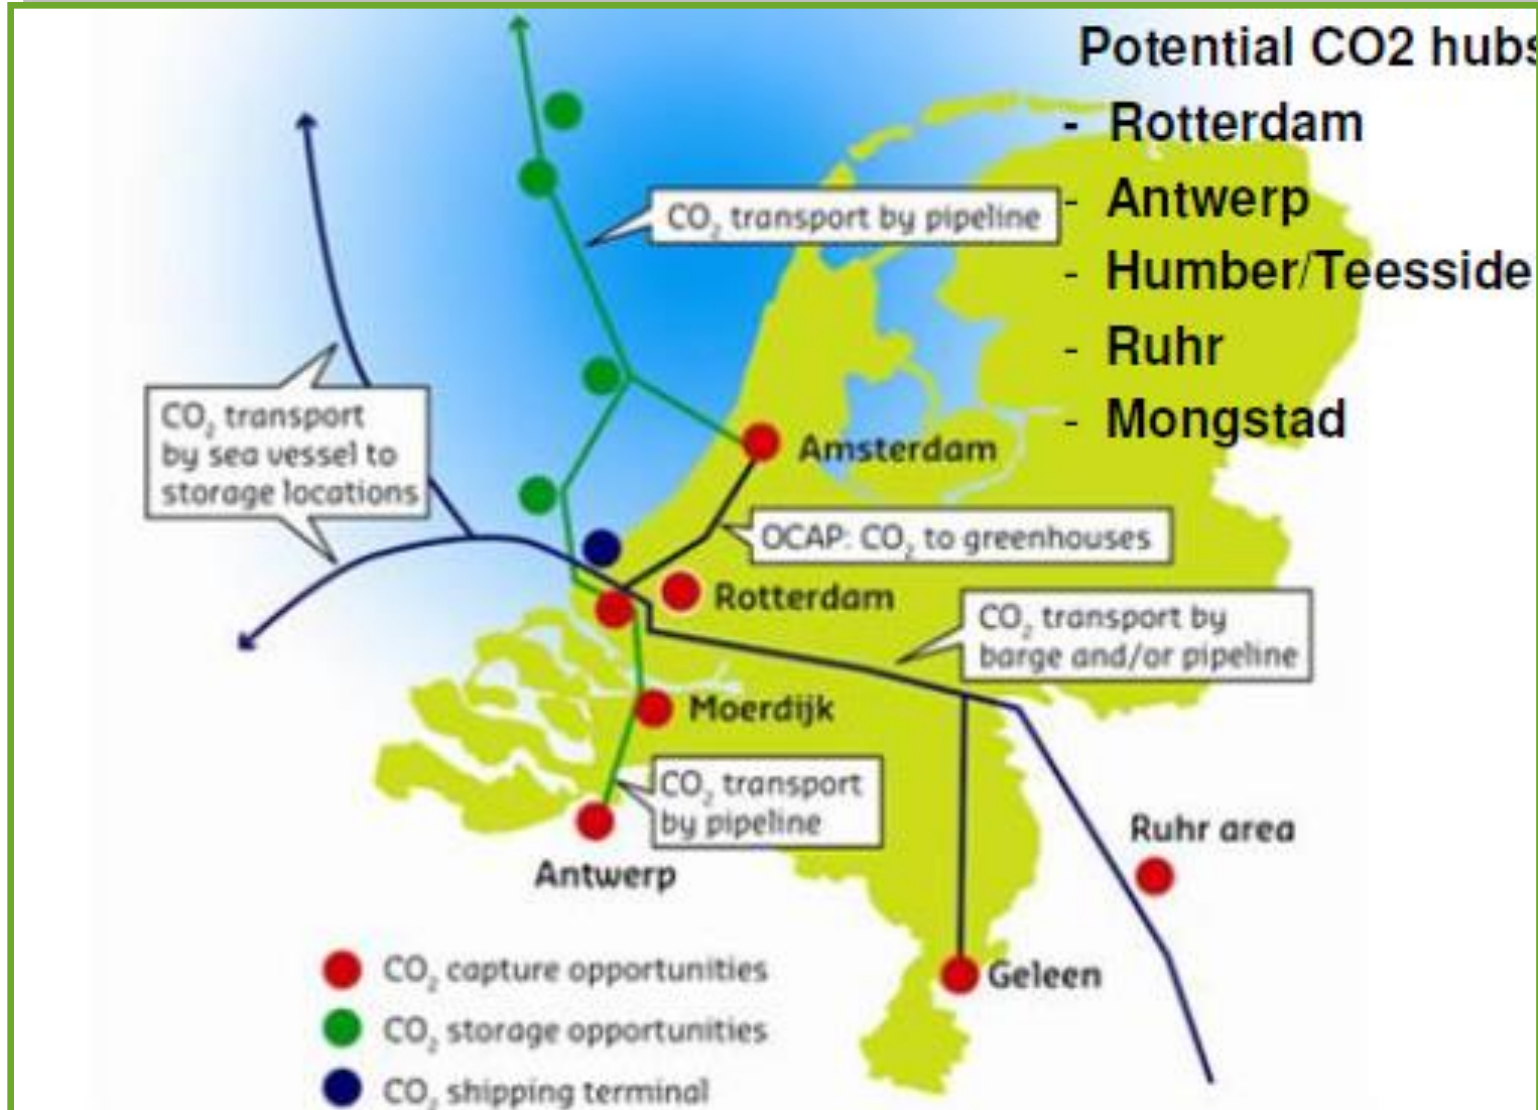 Potential CO2 hubs
- Rotterdam
- Antwerp
- Humber/Teesside
- Ruhr
- Mongstad
CO₂ transport by pipeline
CO₂ transport
by sea vessel to
storage locations
Amsterdam
OCAP: CO₂ to greenhouses
Rotterdam
CO₂ transport by
barge and/or pipeline
Moerdijk
CO₂ transport
by pipeline
Antwerp
Ruhr area
Geleen
CO₂ capture opportunities
CO₂ storage opportunities
CO₂ shipping terminal